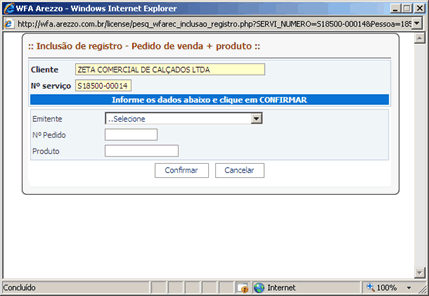 WFA Arezzo - Windows Internet Explorer
http://wfa.arezzo.com.br/license/pesq_wfarec_inclusao_registro.php?SERVI_NUMERO=S18500-00014&Pessoa=185
:: Inclusão de registro - Pedido de venda + produto ::
Cliente ZETA COMERCIAL DE CALÇADOS LTDA
Nº serviço S18500-00014
Informe os dados abaixo e clique em CONFIRMAR
Emitente ..Selecione
Nº Pedido
Produto
Confirmar Cancelar
Concluído Internet 100%